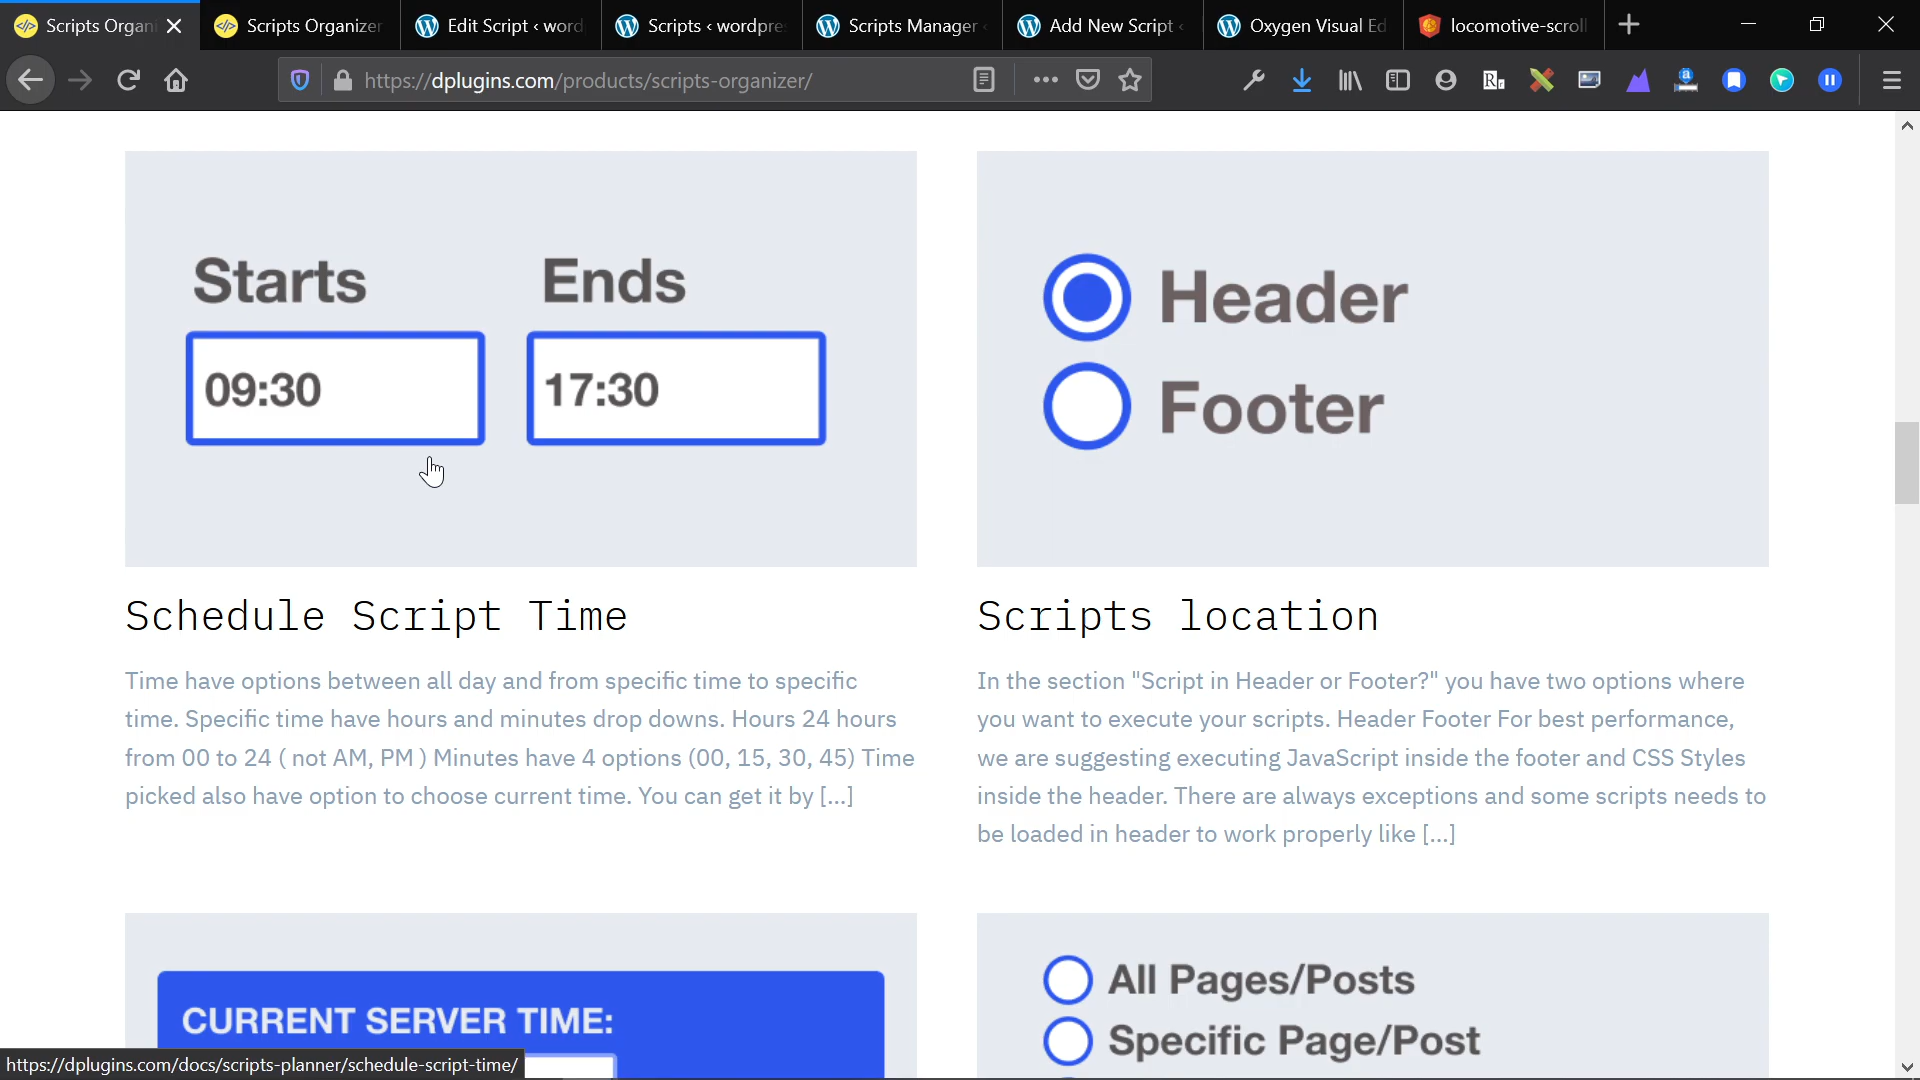 Scripts Organi
Scripts Organizer
Edit Script ‹ word
Scripts ‹ wordpre
Scripts Manager ‹
Add New Script ‹
Oxygen Visual Ed
locomotive-scroll
https://dplugins.com/products/scripts-organizer/
Starts
Ends
09:30
17:30
Header
Footer
Schedule Script Time
Time have options between all day and from specific time to specific
time. Specific time have hours and minutes drop downs. Hours 24 hours
from 00 to 24 ( not AM, PM ) Minutes have 4 options (00, 15, 30, 45) Time
picked also have option to choose current time. You can get it by [...]
Scripts location
In the section "Script in Header or Footer?" you have two options where
you want to execute your scripts. Header Footer For best performance,
we are suggesting executing JavaScript inside the footer and CSS Styles
inside the header. There are always exceptions and some scripts needs to
be loaded in header to work properly like [...]
CURRENT SERVER TIME:
All Pages/Posts
Specific Page/Post
https://dplugins.com/docs/scripts-planner/schedule-script-time/